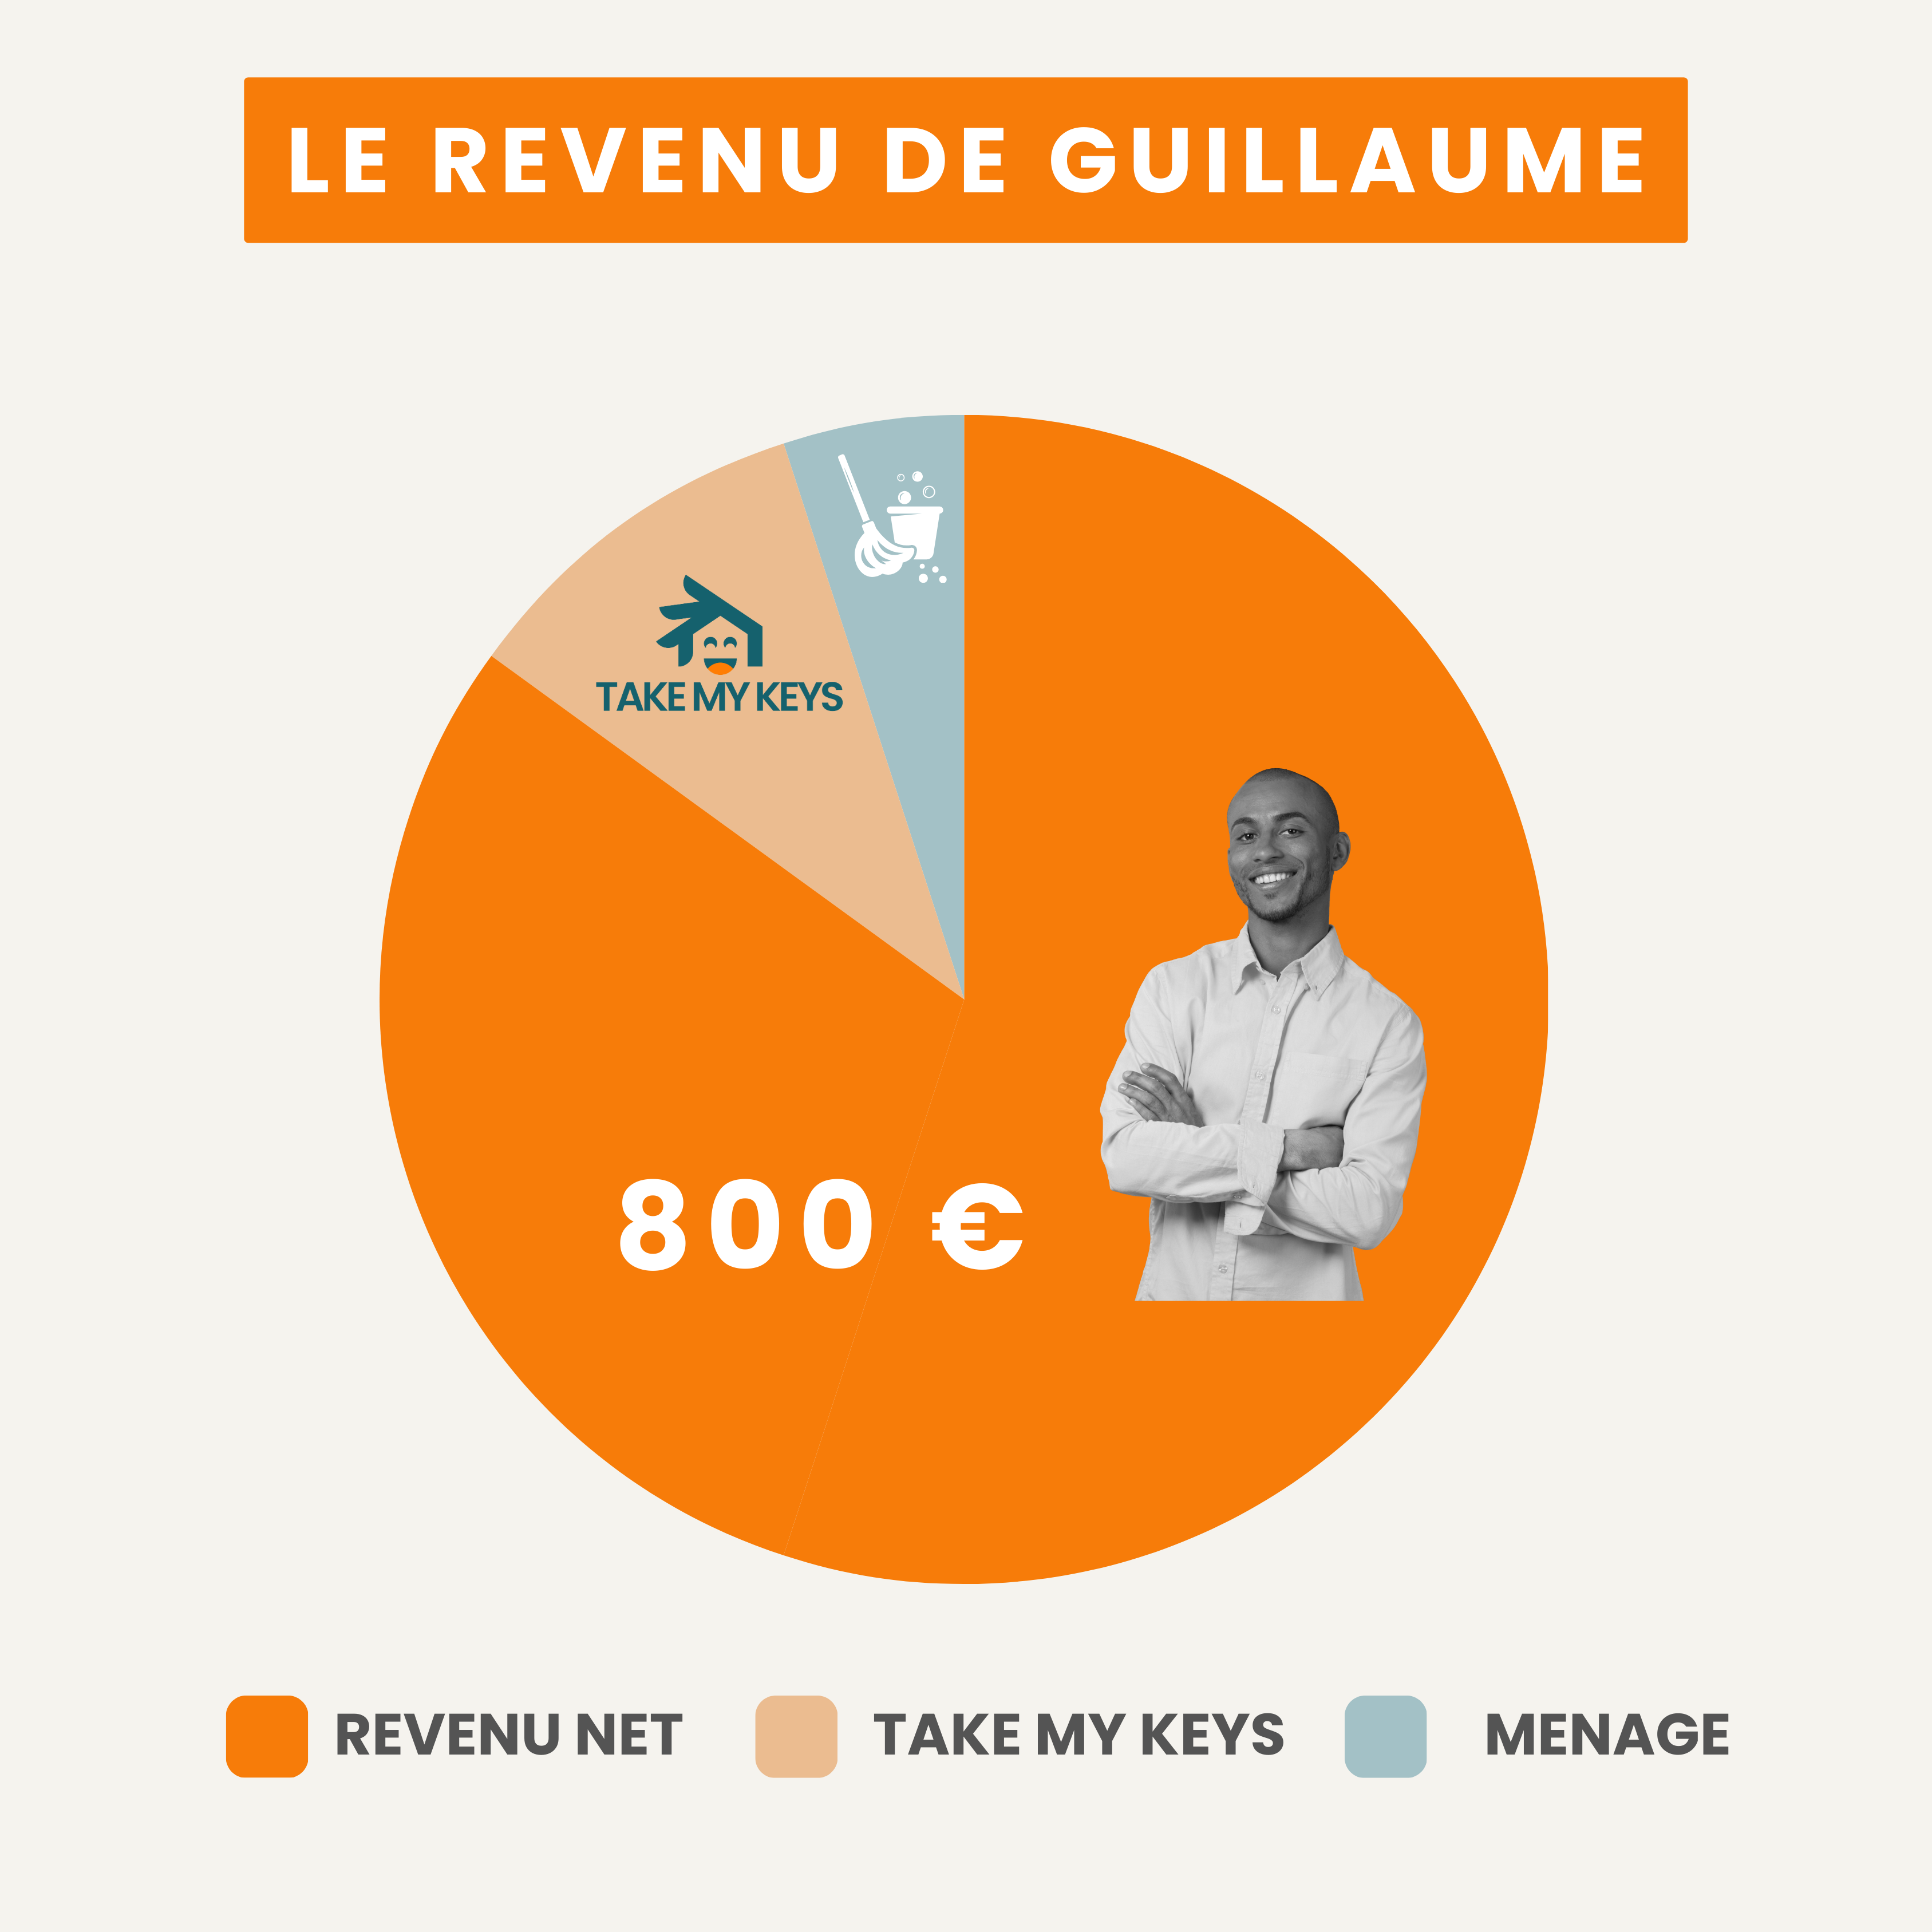 LE REVENU DE GUILLAUME
TAKE MY KEYS
800 €
REVENU NET
TAKE MY KEYS
MENAGE